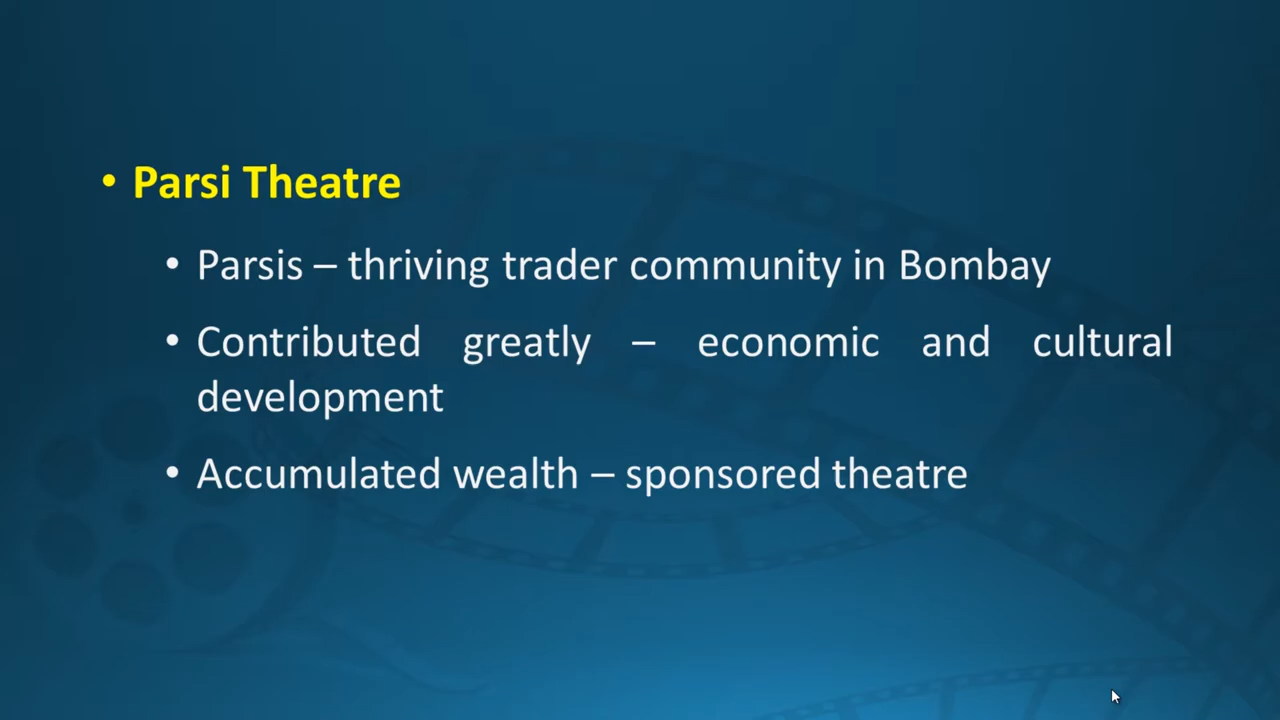 • Parsi Theatre
• Parsis – thriving trader community in Bombay
• Contributed greatly – economic and cultural
development
• Accumulated wealth – sponsored theatre